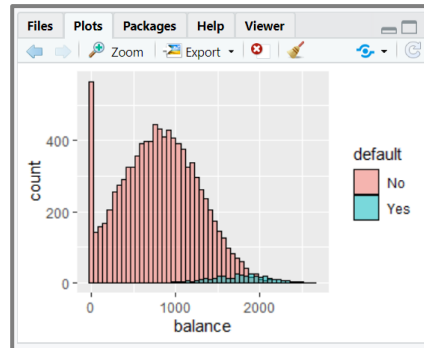 Files Plots Packages Help Viewer
Zoom Export
400
200
0
count
0 1000 2000
balance
default
No
Yes